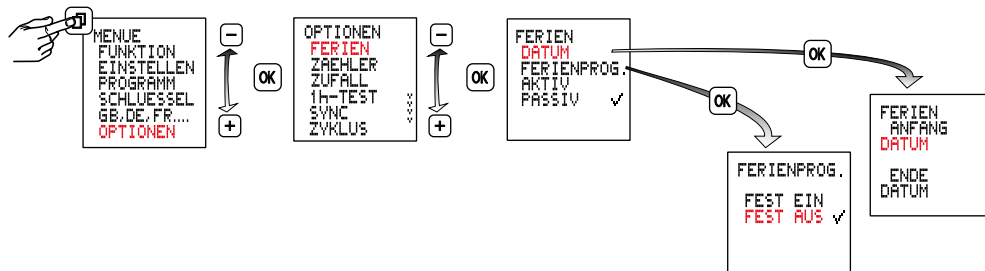 MENUE
FUNKTION
EINSTELLEN
PROGRAMM
SCHLUESSEL
GB,DE,FR....
OPTIONEN
−
+
OK
OPTIONEN
FERIEN
ZAEHLER
ZUFALL
1h-TEST
SYNC
ZYKLUS
−
+
OK
FERIEN
DATUM
FERIENPROG.
AKTIV
PASSIV ✓
OK
OK
FERIENPROG.
FEST EIN
FEST AUS ✓
FERIEN
ANFANG
DATUM
ENDE
DATUM